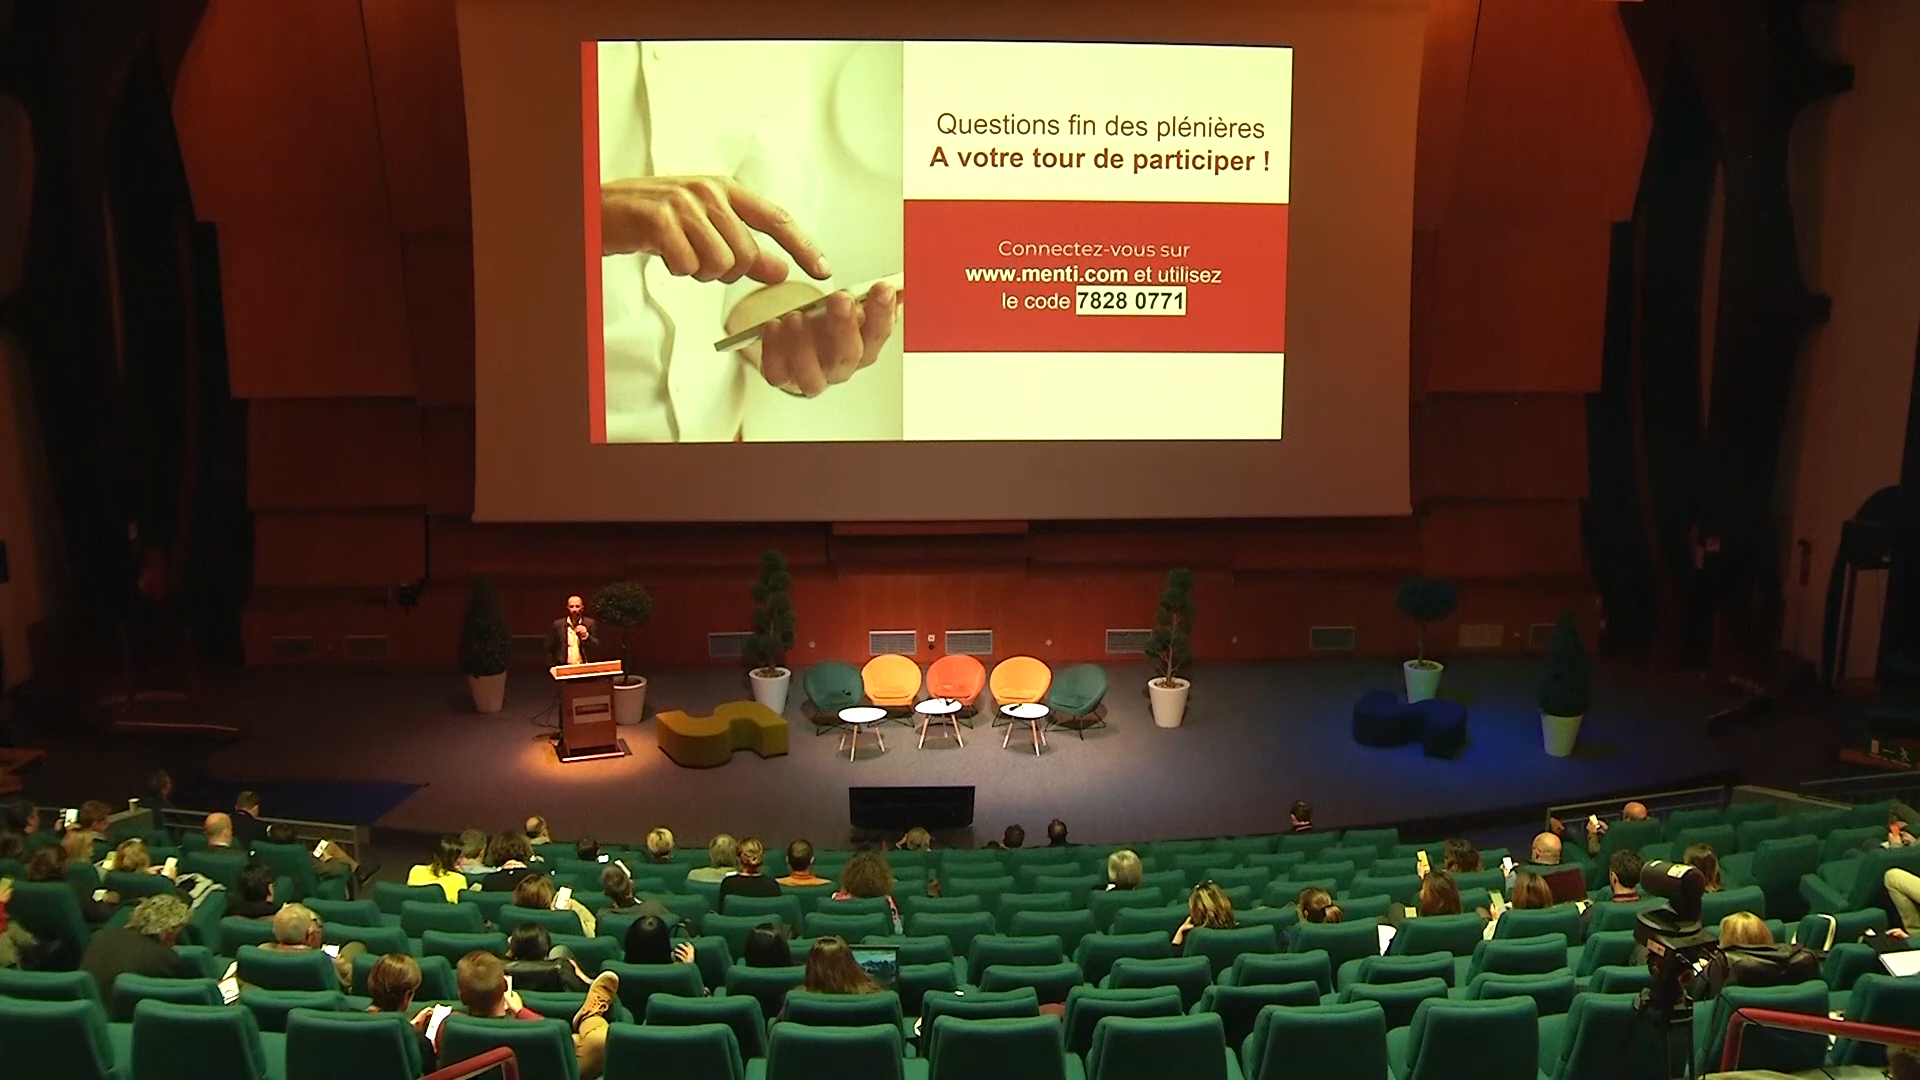 Questions fin des plénières
A votre tour de participer !
Connectez-vous sur
www.menti.com et utilisez
le code 7828 0771